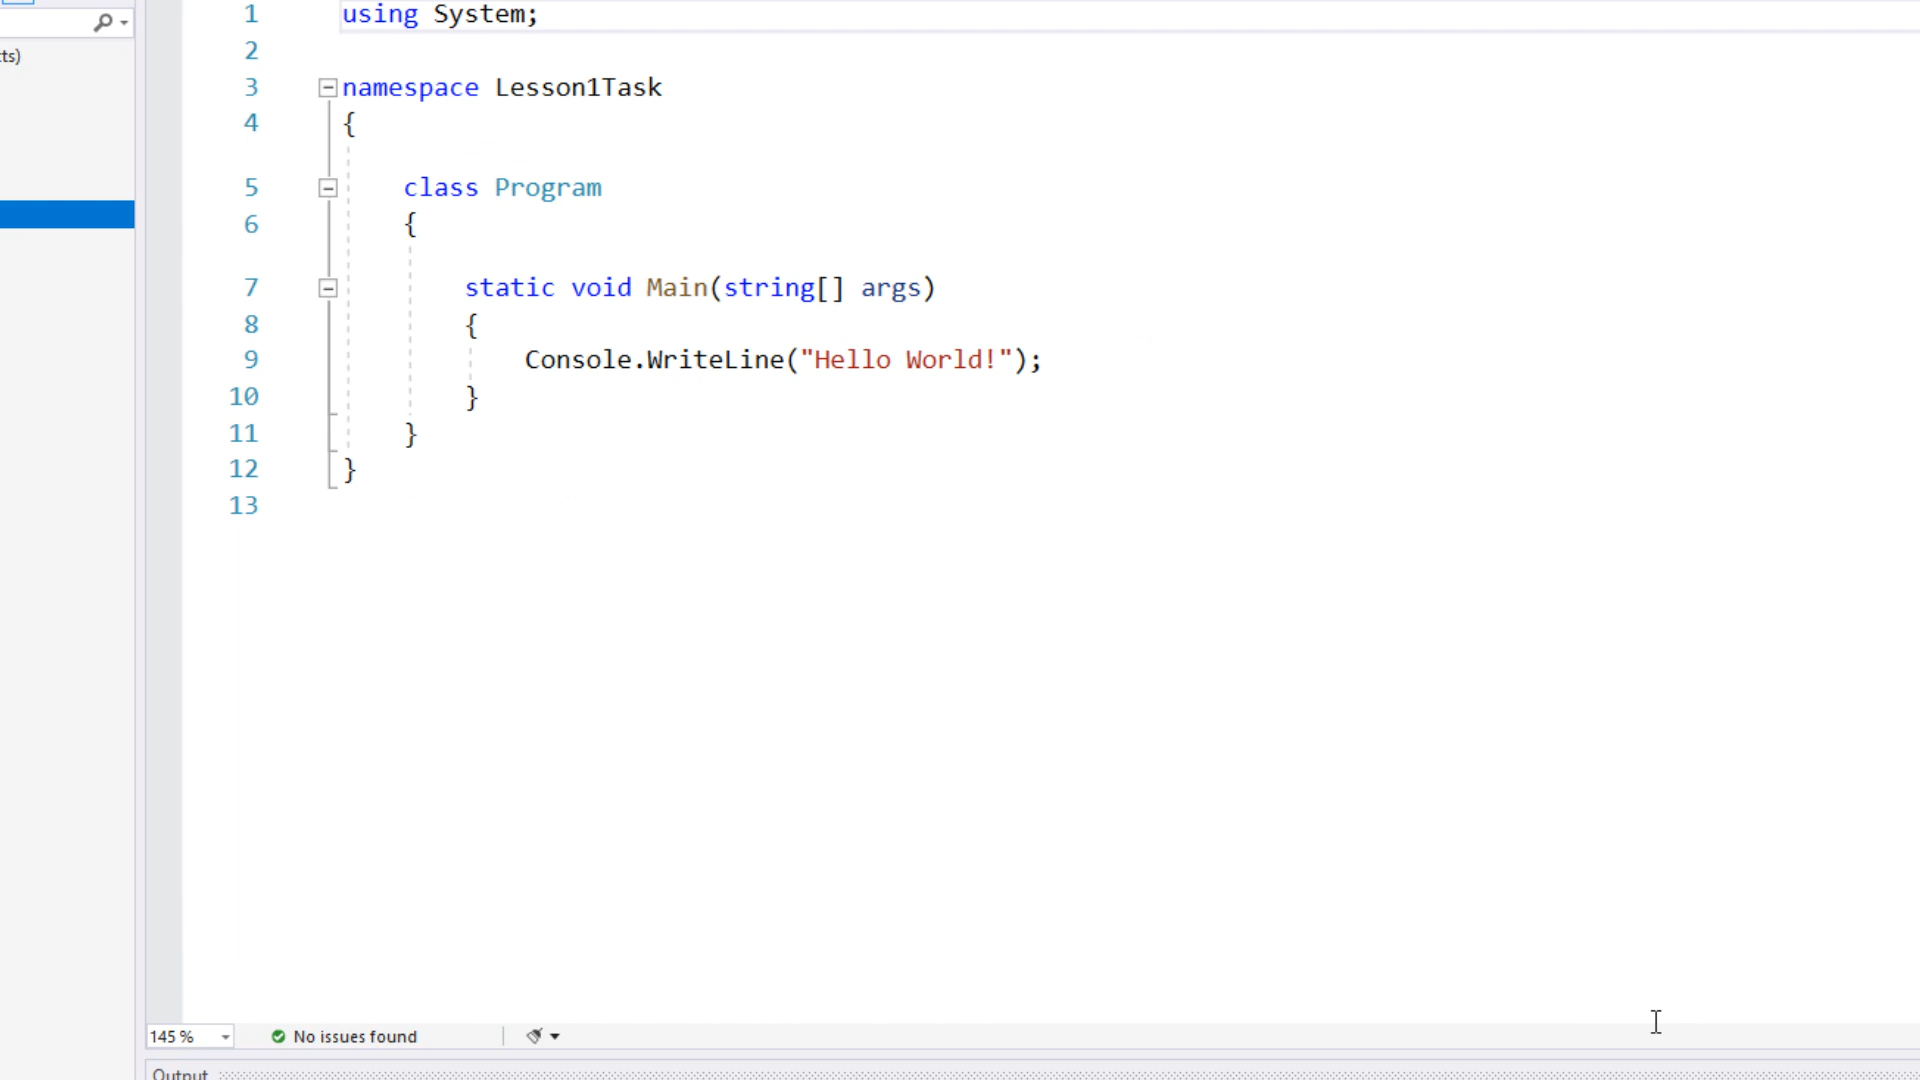 1 using System;
2
ts)
3 namespace Lesson1Task
4 {
5 class Program
6 {
7 static void Main(string[] args)
8 {
9 Console.WriteLine("Hello World!");
10 }
11 }
12 }
13
145 % No issues found
Output